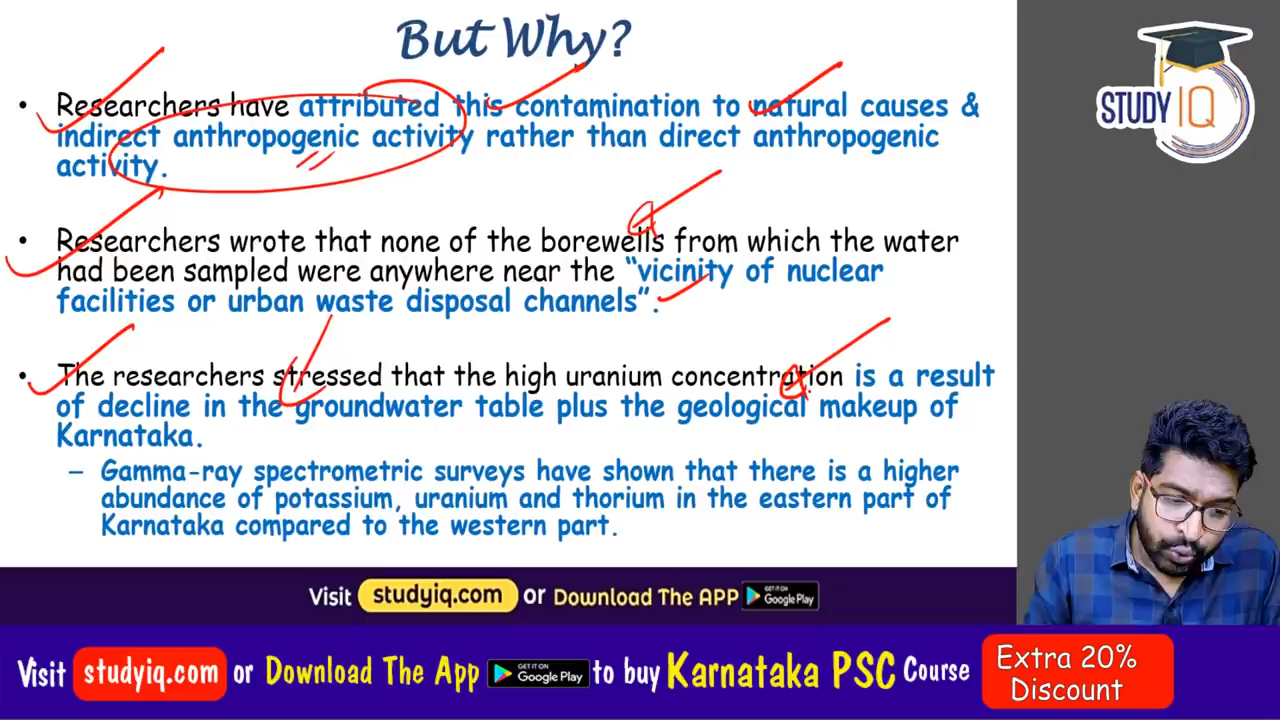 But Why?
STUDY IQ
• Researchers have attributed this contamination to natural causes &
indirect anthropogenic activity rather than direct anthropogenic
activity.
• Researchers wrote that none of the borewells from which the water
had been sampled were anywhere near the “vicinity of nuclear
facilities or urban waste disposal channels”.
• The researchers stressed that the high uranium concentration is a result
of decline in the groundwater table plus the geological makeup of
Karnataka.
– Gamma-ray spectrometric surveys have shown that there is a higher
abundance of potassium, uranium and thorium in the eastern part of
Karnataka compared to the western part.
Visit studyiq.com or Download The APP GET IT ON Google Play
Visit studyiq.com or Download The App GET IT ON Google Play to buy Karnataka PSC Course
Extra 20%
Discount